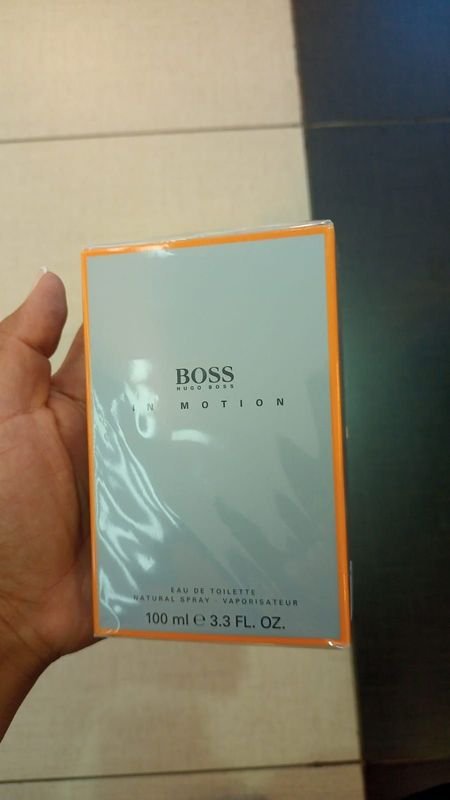 BOSS
HUGO BOSS
IN MOTION
EAU DE TOILETTE
NATURAL SPRAY - VAPORISATEUR
100 ml ℮ 3.3 FL. OZ.